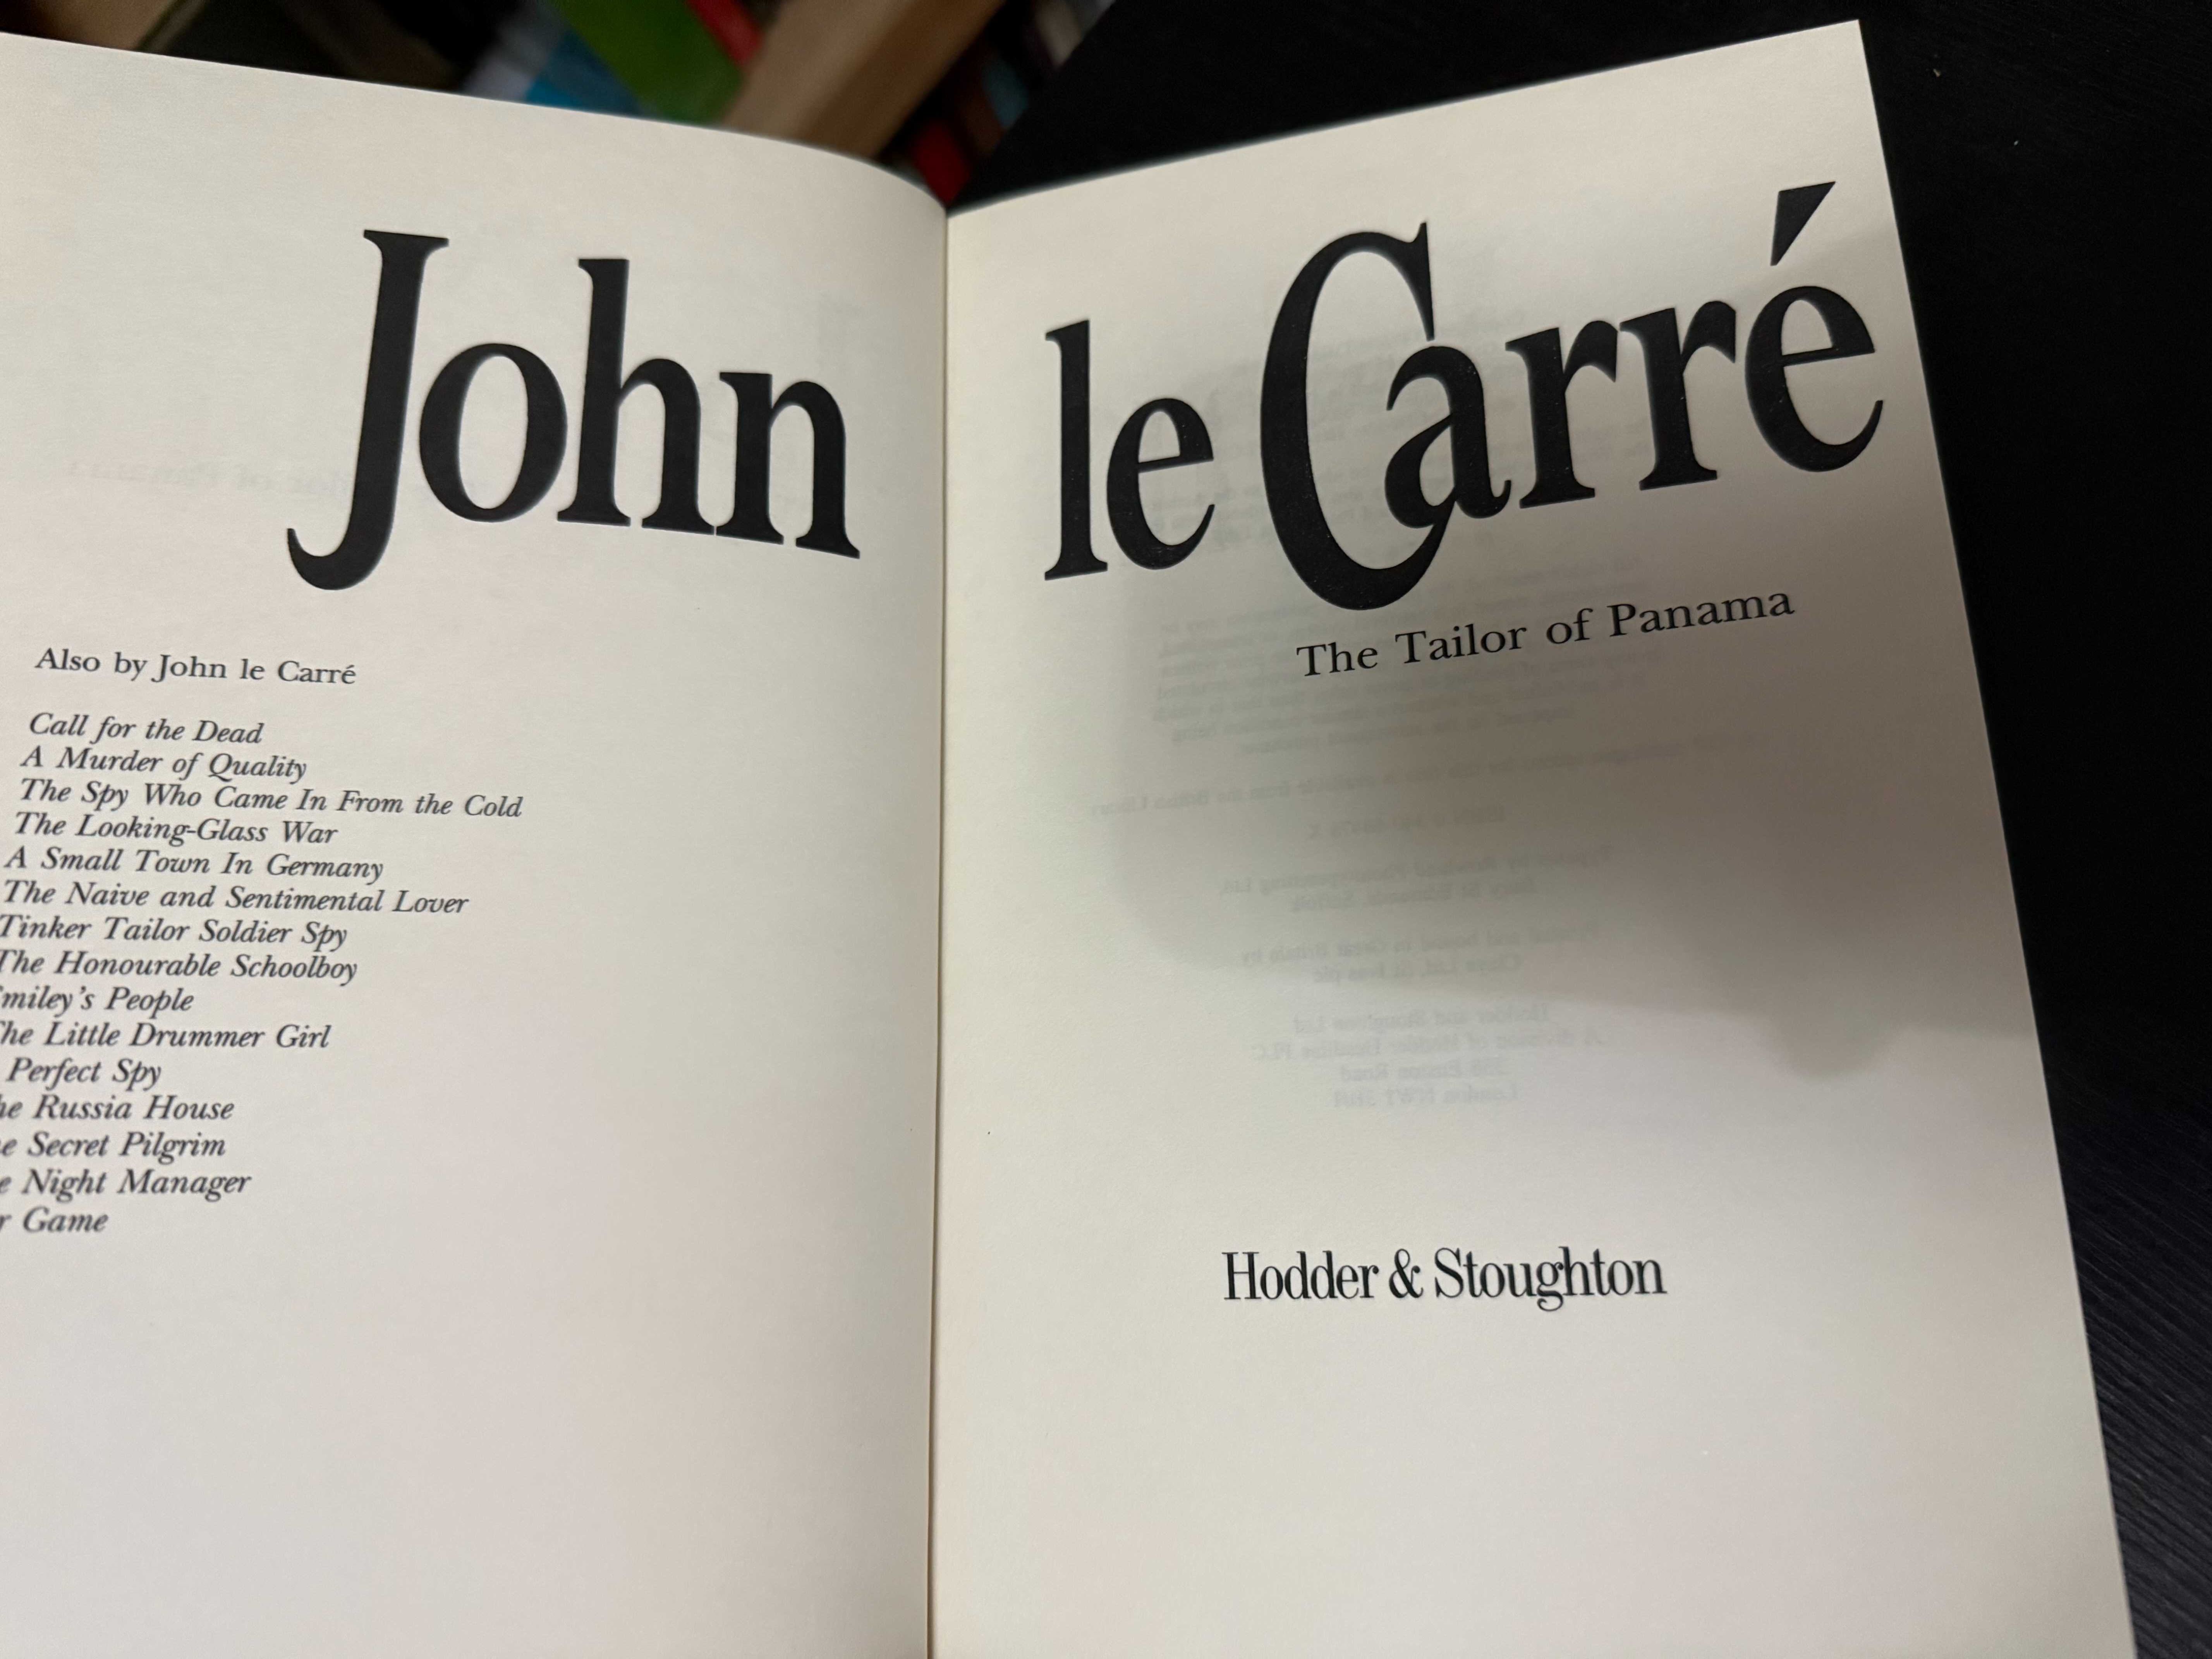 John le Carré
Also by John le Carré
Call for the Dead
A Murder of Quality
The Spy Who Came In From the Cold
The Looking-Glass War
A Small Town In Germany
The Naive and Sentimental Lover
Tinker Tailor Soldier Spy
The Honourable Schoolboy
miley's People
he Little Drummer Girl
Perfect Spy
he Russia House
e Secret Pilgrim
e Night Manager
r Game
The Tailor of Panama
Hodder & Stoughton